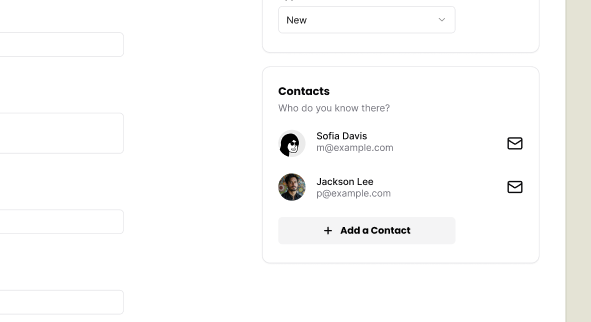 New
Contacts
Who do you know there?
Sofia Davis
m@example.com
Jackson Lee
p@example.com
Add a Contact